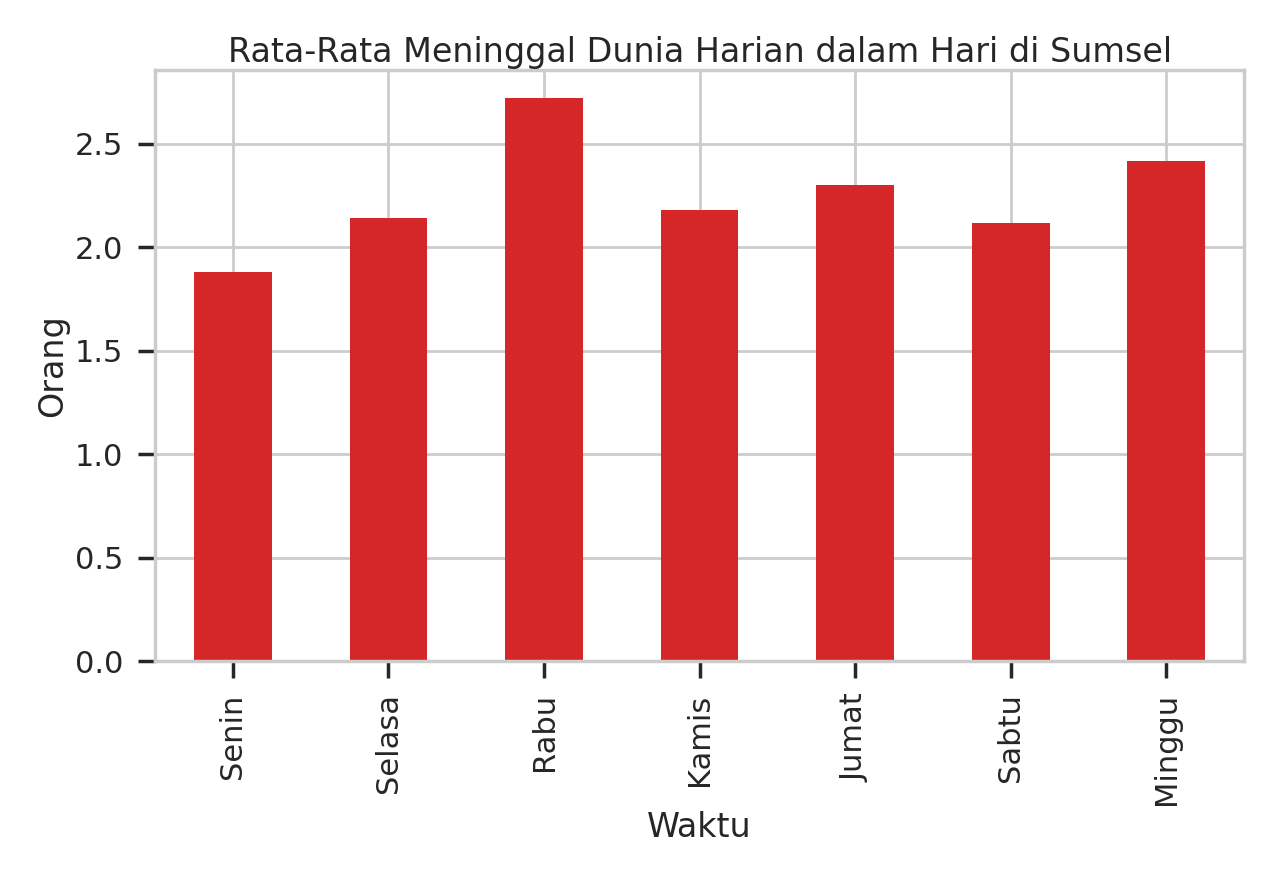 Rata-Rata Meninggal Dunia Harian dalam Hari di Sumsel
Orang
2.5
2.0
1.5
1.0
0.5
0.0
Senin
Selasa
Rabu
Kamis
Jumat
Sabtu
Minggu
Waktu